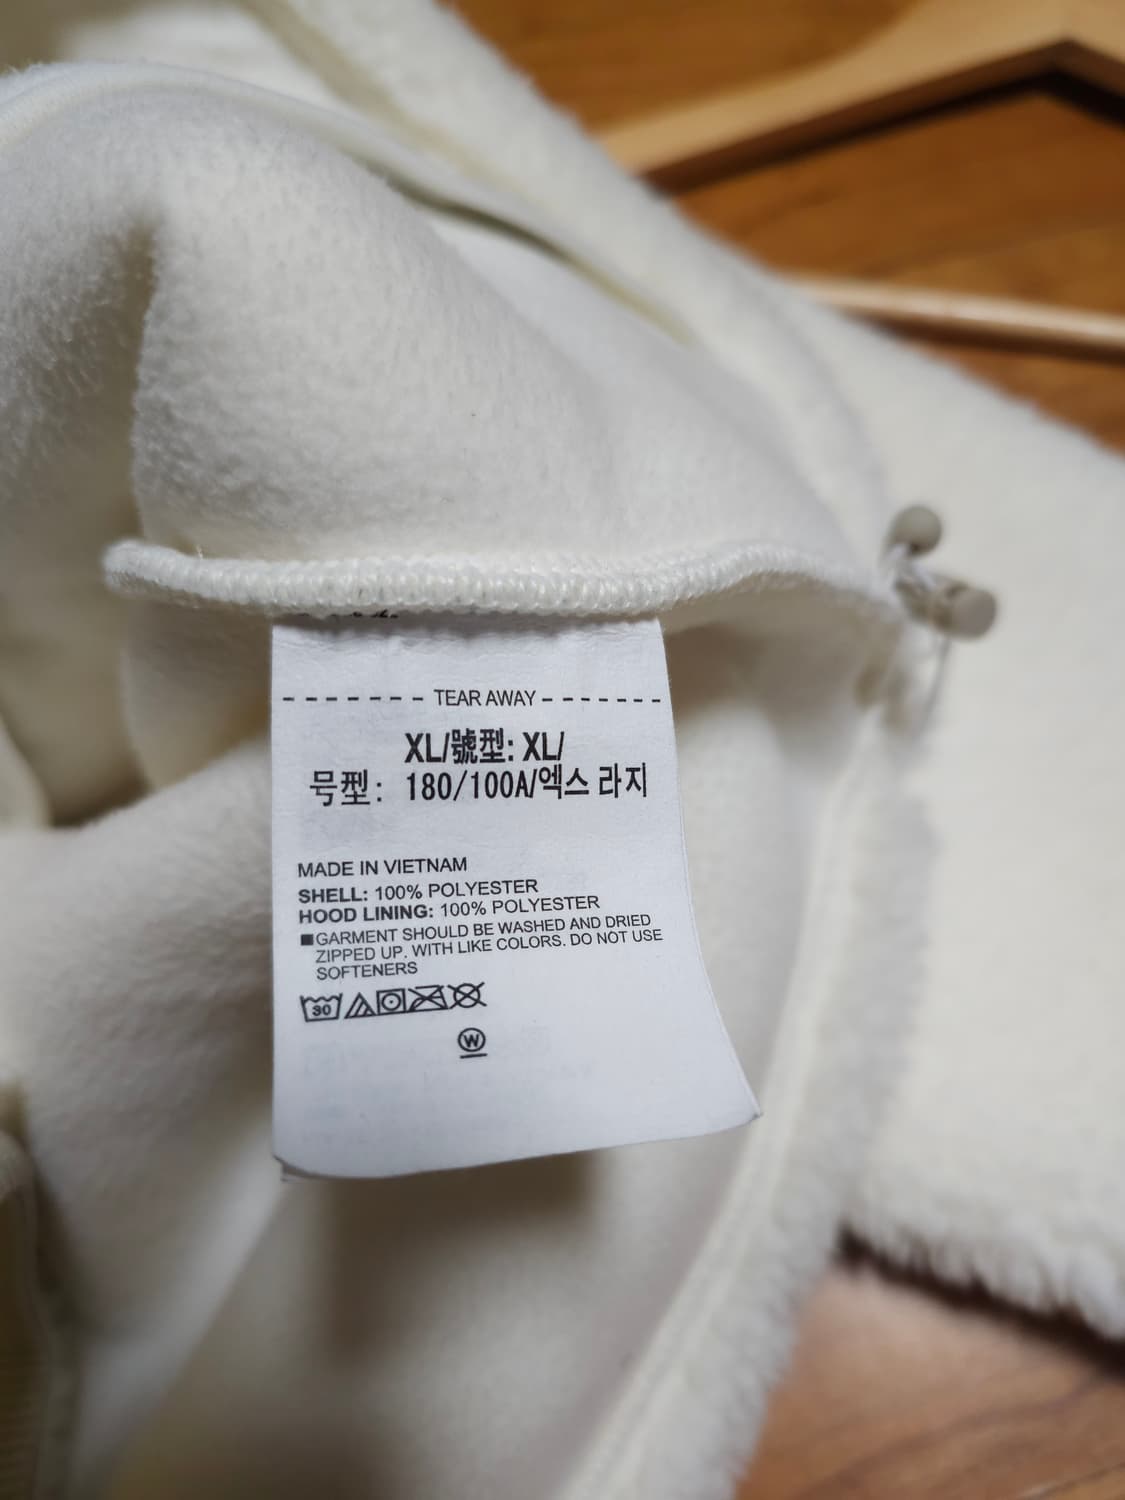 TEAR AWAY
XL/號型: XL/
号型: 180/100A/엑스 라지
MADE IN VIETNAM
SHELL: 100% POLYESTER
HOOD LINING: 100% POLYESTER
■GARMENT SHOULD BE WASHED AND DRIED
ZIPPED UP. WITH LIKE COLORS. DO NOT USE
SOFTENERS
30
W